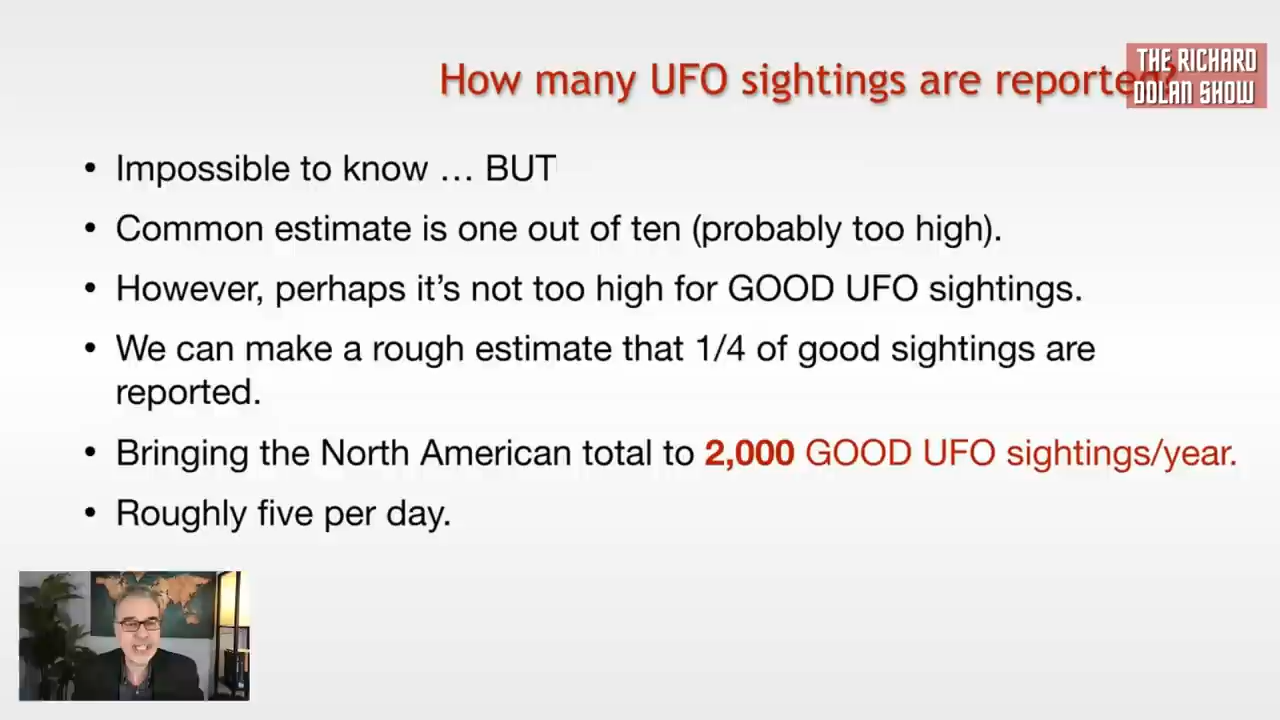 How many UFO sightings are reported?
THE RICHARD
DOLAN SHOW
• Impossible to know … BUT
• Common estimate is one out of ten (probably too high).
• However, perhaps it's not too high for GOOD UFO sightings.
• We can make a rough estimate that 1/4 of good sightings are
reported.
• Bringing the North American total to 2,000 GOOD UFO sightings/year.
• Roughly five per day.